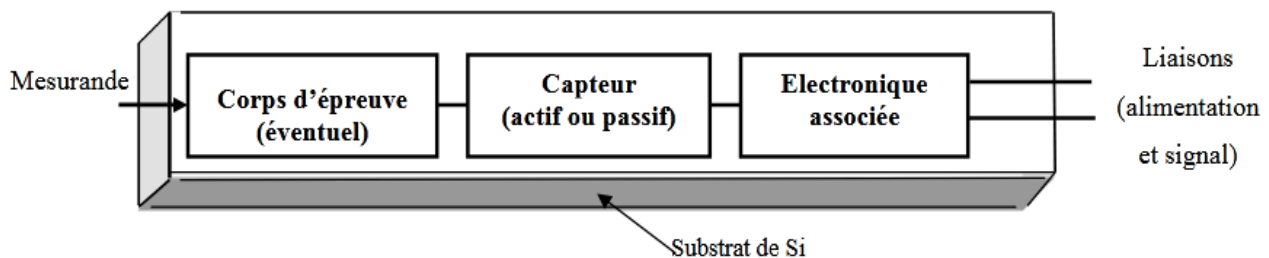 Mesurande
Corps d’épreuve
(éventuel)
Capteur
(actif ou passif)
Electronique
associée
Liaisons
(alimentation
et signal)
Substrat de Si